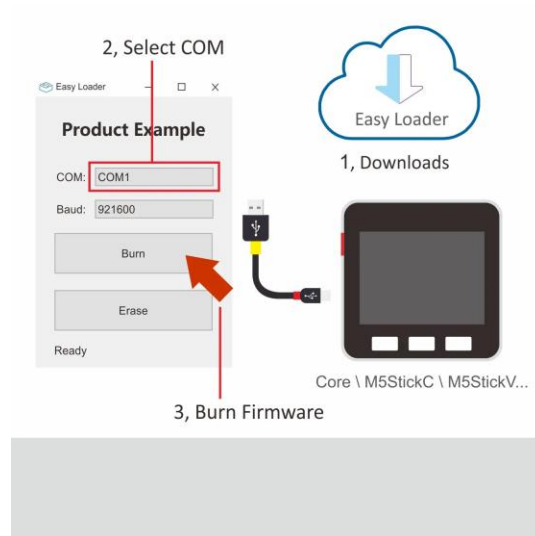 2, Select COM
Easy Loader
Product Example
COM: COM1
Baud: 921600
Burn
Erase
Ready
3, Burn Firmware
Easy Loader
1, Downloads
Core \ M5StickC \ M5StickV...